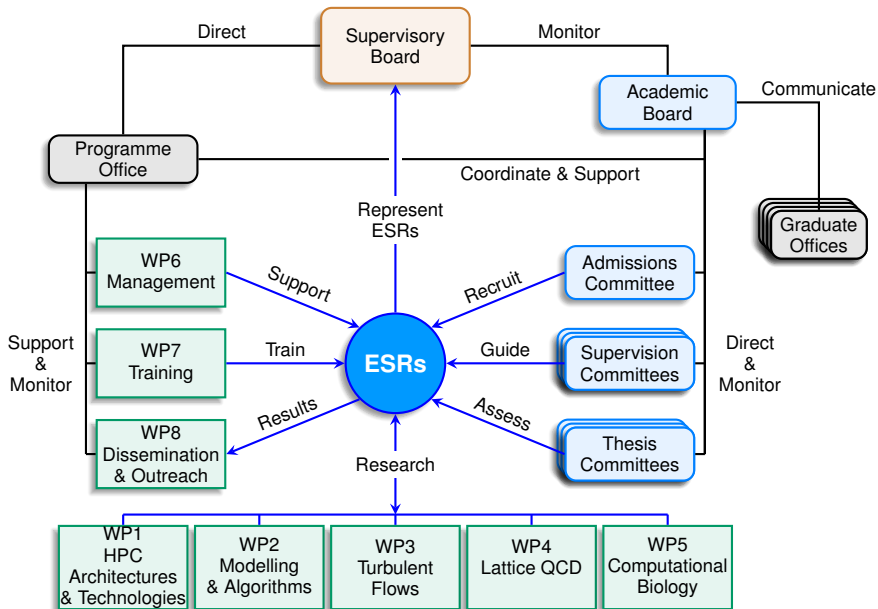 Direct
Supervisory
Board
Monitor
Communicate
Academic
Board
Programme
Office
Coordinate & Support
Represent
ESRs
Graduate
Offices
WP6
Management
Support
Recruit
Admissions
Committee
Support
&
Monitor
WP7
Training
Train
ESRs
Guide
Supervision
Committees
Direct
&
Monitor
WP8
Dissemination
& Outreach
Results
Assess
Thesis
Committees
Research
WP1
HPC
Architectures
& Technologies
WP2
Modelling
& Algorithms
WP3
Turbulent
Flows
WP4
Lattice QCD
WP5
Computational
Biology